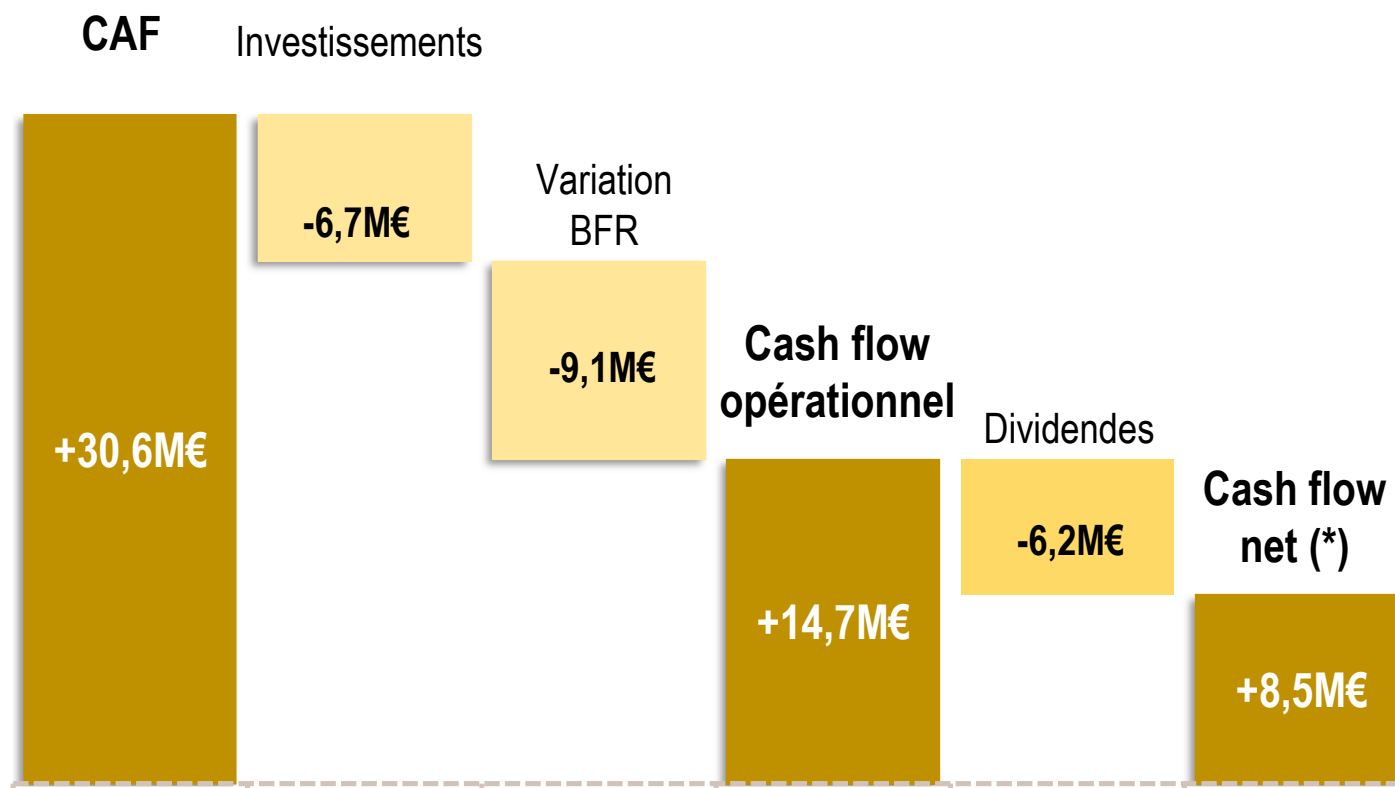 CAF
Investissements
-6,7M€
Variation
BFR
-9,1M€
Cash flow
opérationnel
Dividendes
Cash flow
net (*)
+30,6M€
-6,2M€
+14,7M€
+8,5M€